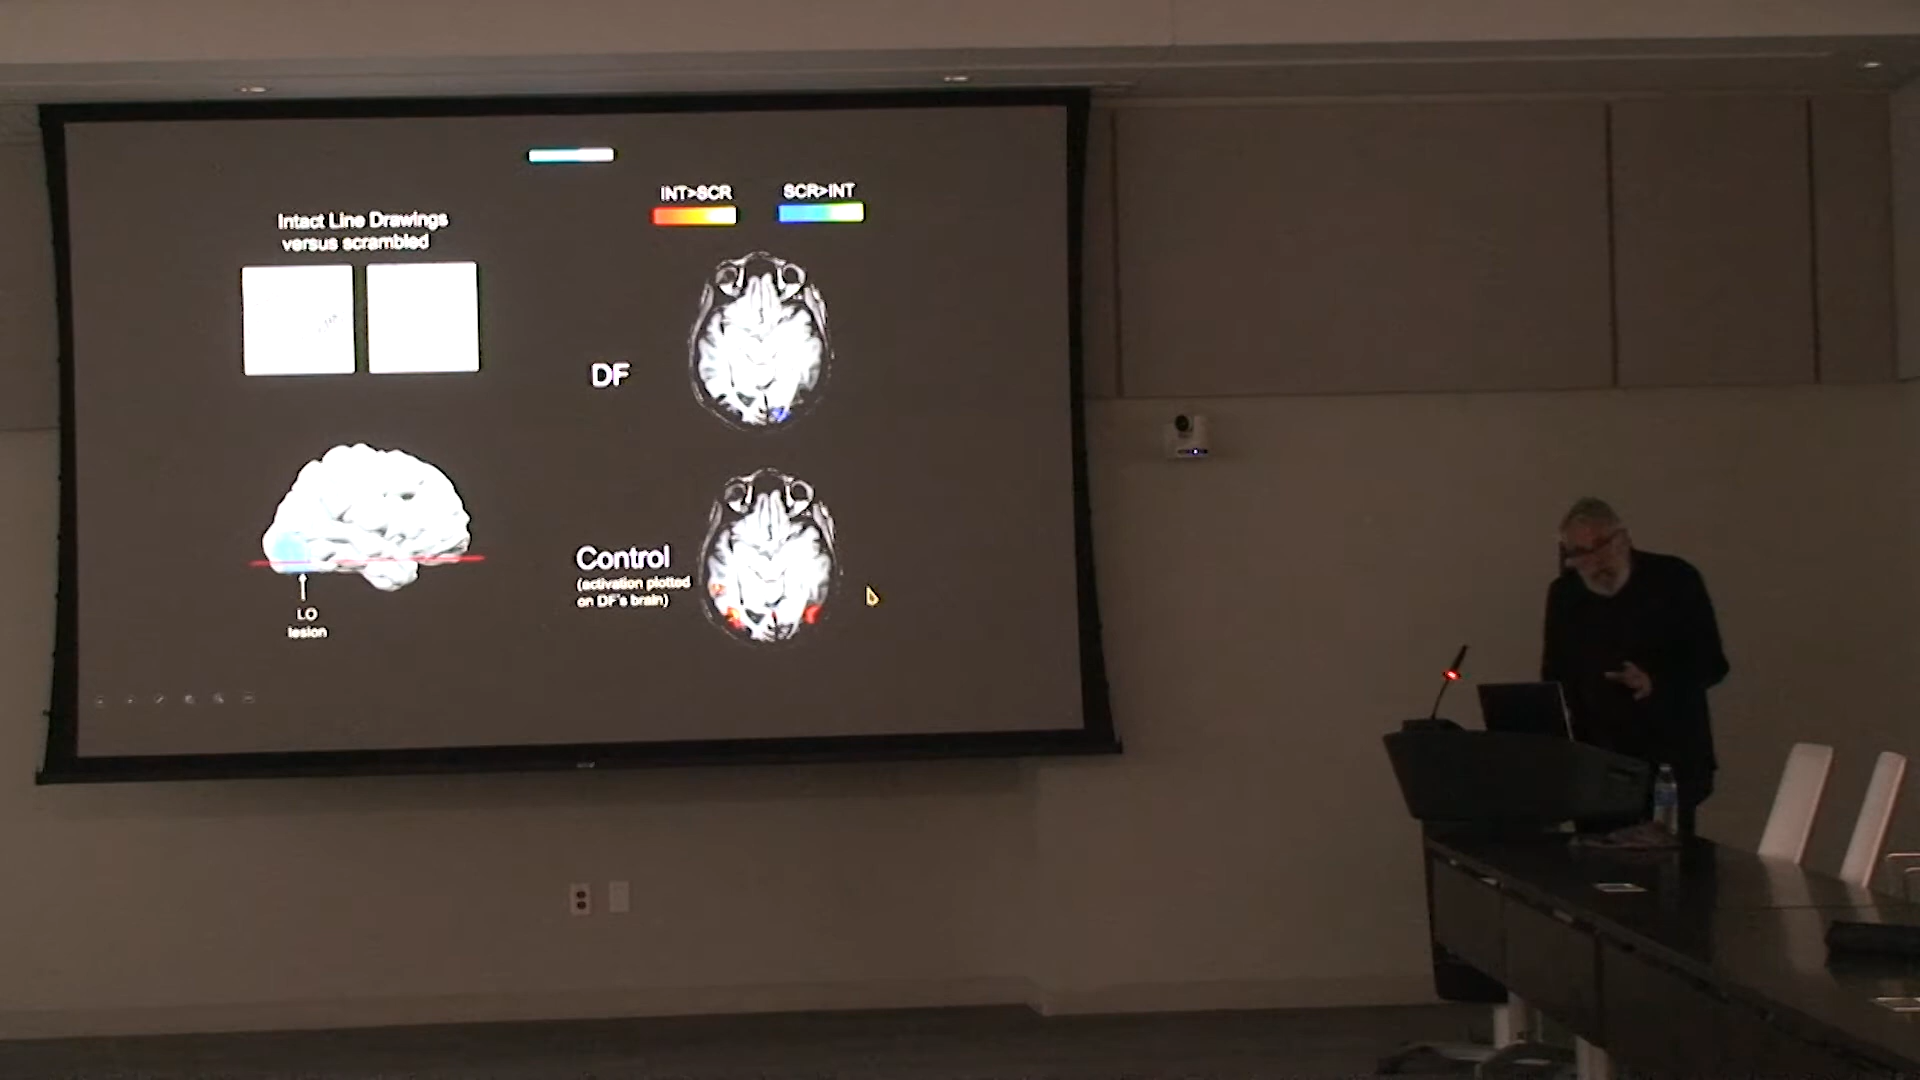 INT>SCR
SCR>INT
Intact Line Drawings
versus scrambled
DF
Control
(activation plotted
on DF's brain)
LO
lesion